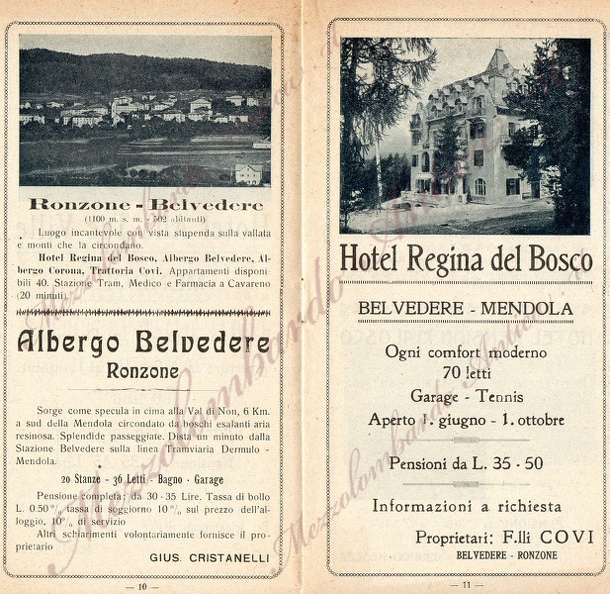 Ronzone - Belvedere
(1100 m. s. m. - 502 abitanti)
Luogo incantevole con vista stupenda sulla vallata
e monti che la circondano.
Hotel Regina del Bosco, Albergo Belvedere, Al-
bergo Corona, Trattoria Covi. Appartamenti disponi-
bili 40. Stazione Tram, Medico e Farmacia a Cavareno
(20 minuti).
Albergo Belvedere
Ronzone
Sorge come specula in cima alla Val di Non, 6 Km.
a sud della Mendola circondato da boschi esalanti aria
resinosa. Splendide passeggiate. Dista un minuto dalla
Stazione Belvedere sulla linea Tramviaria Dermulo -
Mendola.
20 Stanze - 36 Letti - Bagno - Garage
Pensione completa: da 30 - 35 Lire. Tassa di bollo
L. 0.50 % tassa di soggiorno 10 % sul prezzo dell'al-
loggio. 10 % di servizio
Altri schiarimenti volontariamente fornisce il pro-
prietario
GIUS. CRISTANELLI
— 10 —
Hotel Regina del Bosco
BELVEDERE - MENDOLA
Ogni comfort moderno
70 letti
Garage - Tennis
Aperto 1. giugno - 1. ottobre
Pensioni da L. 35 - 50
Informazioni a richiesta
Proprietari: F.lli COVI
BELVEDERE - RONZONE
— 11 —
Mezzolombardo
Mezzolombardo